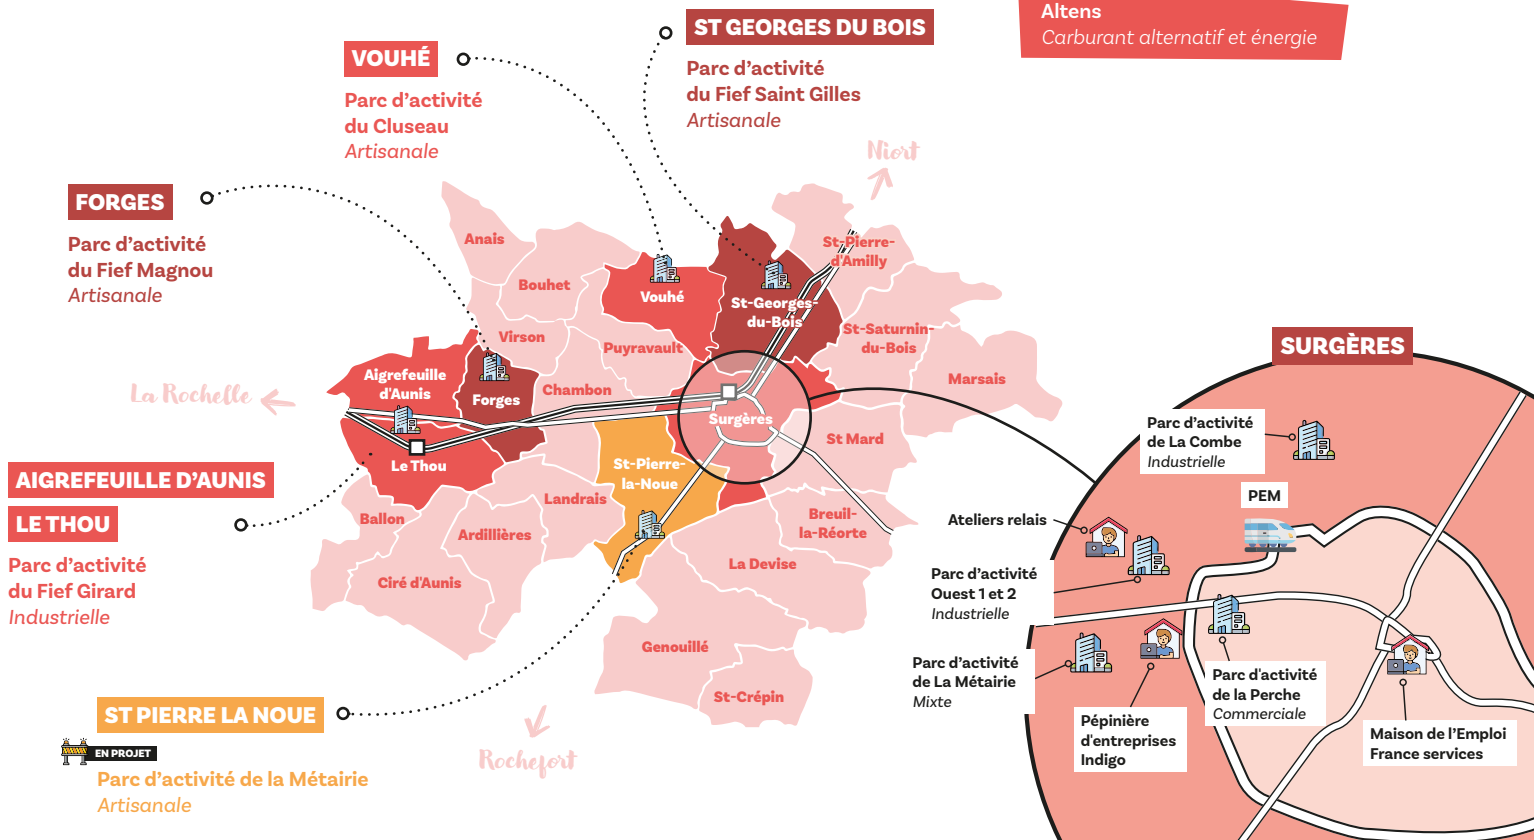 Altens
Carburant alternatif et énergie
ST GEORGES DU BOIS
Parc d’activité
du Fief Saint Gilles
Artisanale
VOUHÉ
Parc d’activité
du Cluseau
Artisanale
FORGES
Parc d’activité
du Fief Magnou
Artisanale
Niort
La Rochelle
Rochefort
Anais
Bouhet
Vouhé
St-Georges-
du-Bois
St-Pierre-
d'Amilly
Virson
Puyravault
St-Saturnin-
du-Bois
Aigrefeuille
d'Aunis
Forges
Chambon
Marsais
Surgères
Le Thou
St-Pierre-
la-Noue
St Mard
Landrais
Ballon
Ardillières
Breuil-
la-Réorte
La Devise
Ciré d'Aunis
Genouillé
St-Crépin
AIGREFEUILLE D’AUNIS
LE THOU
Parc d’activité
du Fief Girard
Industrielle
ST PIERRE LA NOUE
EN PROJET
Parc d’activité de la Métairie
Artisanale
SURGÈRES
Parc d’activité
de La Combe
Industrielle
PEM
Ateliers relais
Parc d’activité
Ouest 1 et 2
Industrielle
Parc d’activité
de La Métairie
Mixte
Pépinière
d'entreprises
Indigo
Parc d'activité
de la Perche
Commerciale
Maison de l’Emploi
France services